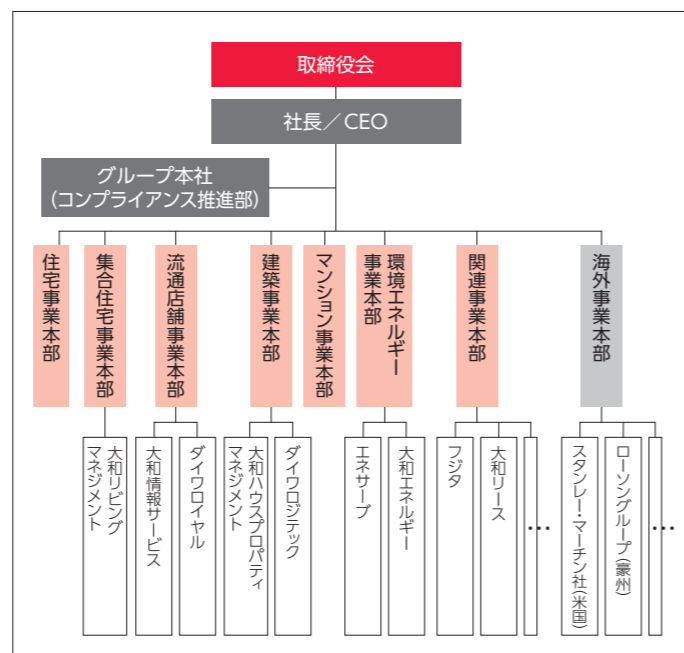 取締役会
社長／CEO
グループ本社
(コンプライアンス推進部)
住宅事業本部
集合住宅事業本部
流通店舗事業本部
建築事業本部
マンション事業本部
環境エネルギー
事業本部
関連事業本部
海外事業本部
大和リビング
マネジメント
大和情報サービス
ダイワロイヤル
大和ハウスプロパティ
マネジメント
ダイワロジテック
エネサーブ
大和エネルギー
フジタ
大和リース
…
スタンレー・マーチン社(米国)
ローソングループ(豪州)
…